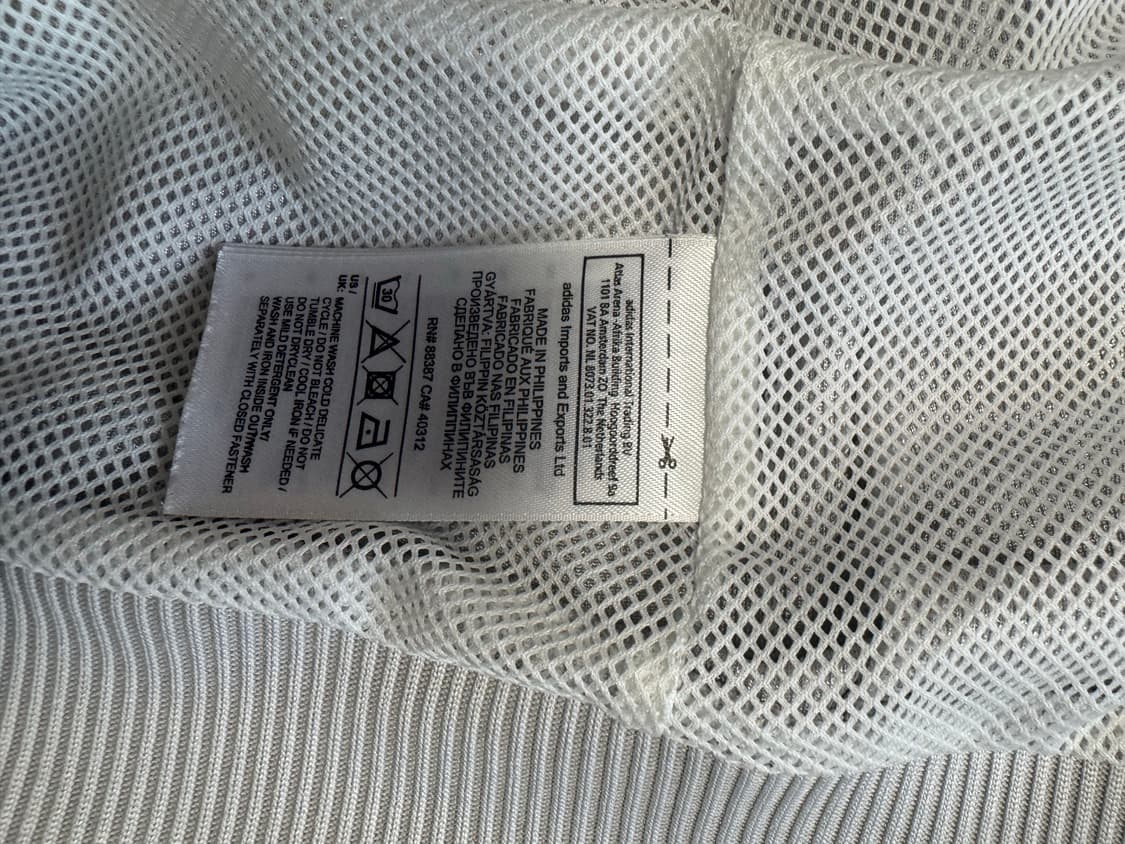 adidas International Trading BV
Atlas Arena -Afrika Building, Hoogoorddreef 9a
1101 BA Amsterdam ZO, The Netherlands
VAT NO. NL 8073.01.322.B.01
adidas Imports and Exports Ltd
MADE IN PHILIPPINES
FABRIQUÉ AUX PHILIPPINES
FABRICADO EN FILIPINAS
FABRICADO NAS FILIPINAS
GYÁRTVA: FILIPPIN KÖZTÁRSASÁG
ПРОИЗВЕДЕНО ВЪВ ФИЛИПИНИТЕ
СДЕЛАНО В ФИЛИППИНАХ
RN# 88387 CA# 40312
30
US /
UK: MACHINE WASH COLD DELICATE
CYCLE / DO NOT BLEACH / DO NOT
TUMBLE DRY / COOL IRON IF NEEDED /
DO NOT DRYCLEAN
USE MILD DETERGENT ONLY/
WASH AND IRON INSIDE OUT/WASH
SEPARATELY/WITH CLOSED FASTENER